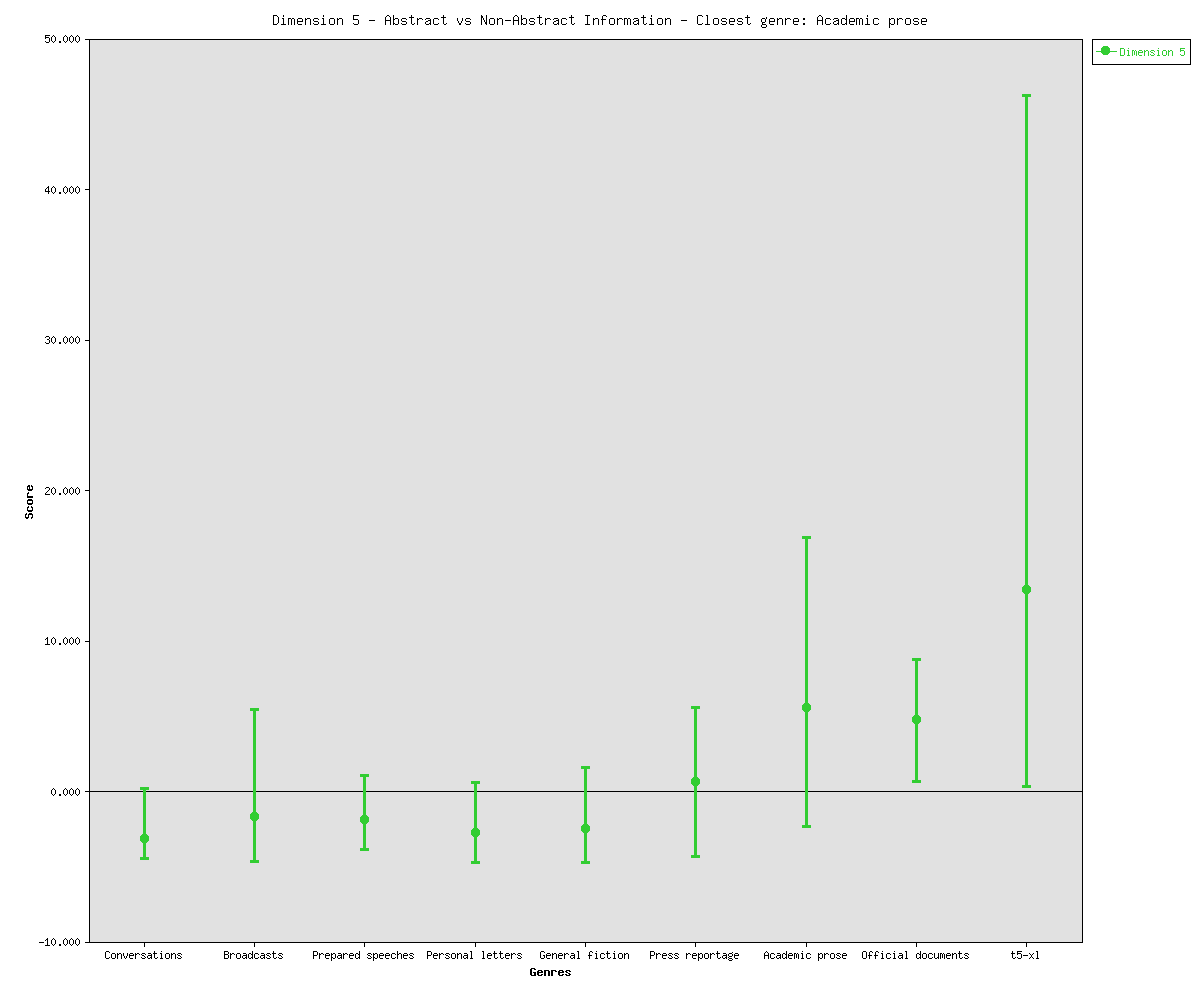 Dimension 5 - Abstract vs Non-Abstract Information - Closest genre: Academic prose
Dimension 5
50.000
40.000
30.000
20.000
10.000
0.000
-10.000
Score
Conversations Broadcasts Prepared speeches Personal letters General fiction Press reportage Academic prose Official documents t5-xl
Genres